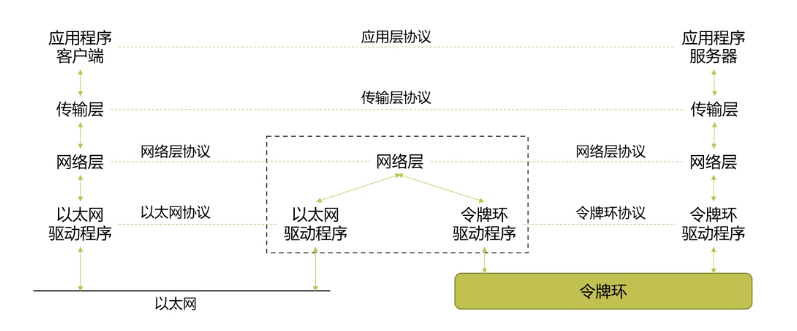 应用程序
客户端
应用层协议
应用程序
服务器
传输层
传输层协议
传输层
网络层
网络层协议
网络层
网络层协议
网络层
以太网
驱动程序
以太网协议
以太网
驱动程序
令牌环
驱动程序
令牌环协议
令牌环
驱动程序
以太网
令牌环